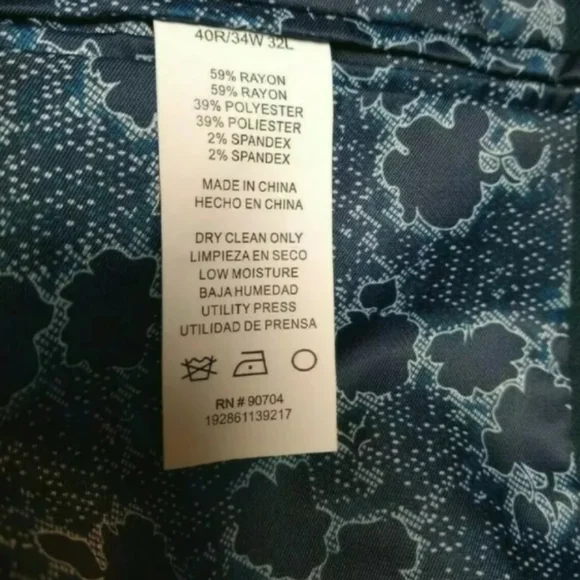 40R/34W 32L
59% RAYON
59% RAYON
39% POLYESTER
39% POLIESTER
2% SPANDEX
2% SPANDEX
MADE IN CHINA
HECHO EN CHINA
DRY CLEAN ONLY
LIMPIEZA EN SECO
LOW MOISTURE
BAJA HUMEDAD
UTILITY PRESS
UTILIDAD DE PRENSA
RN # 90704
192861139217